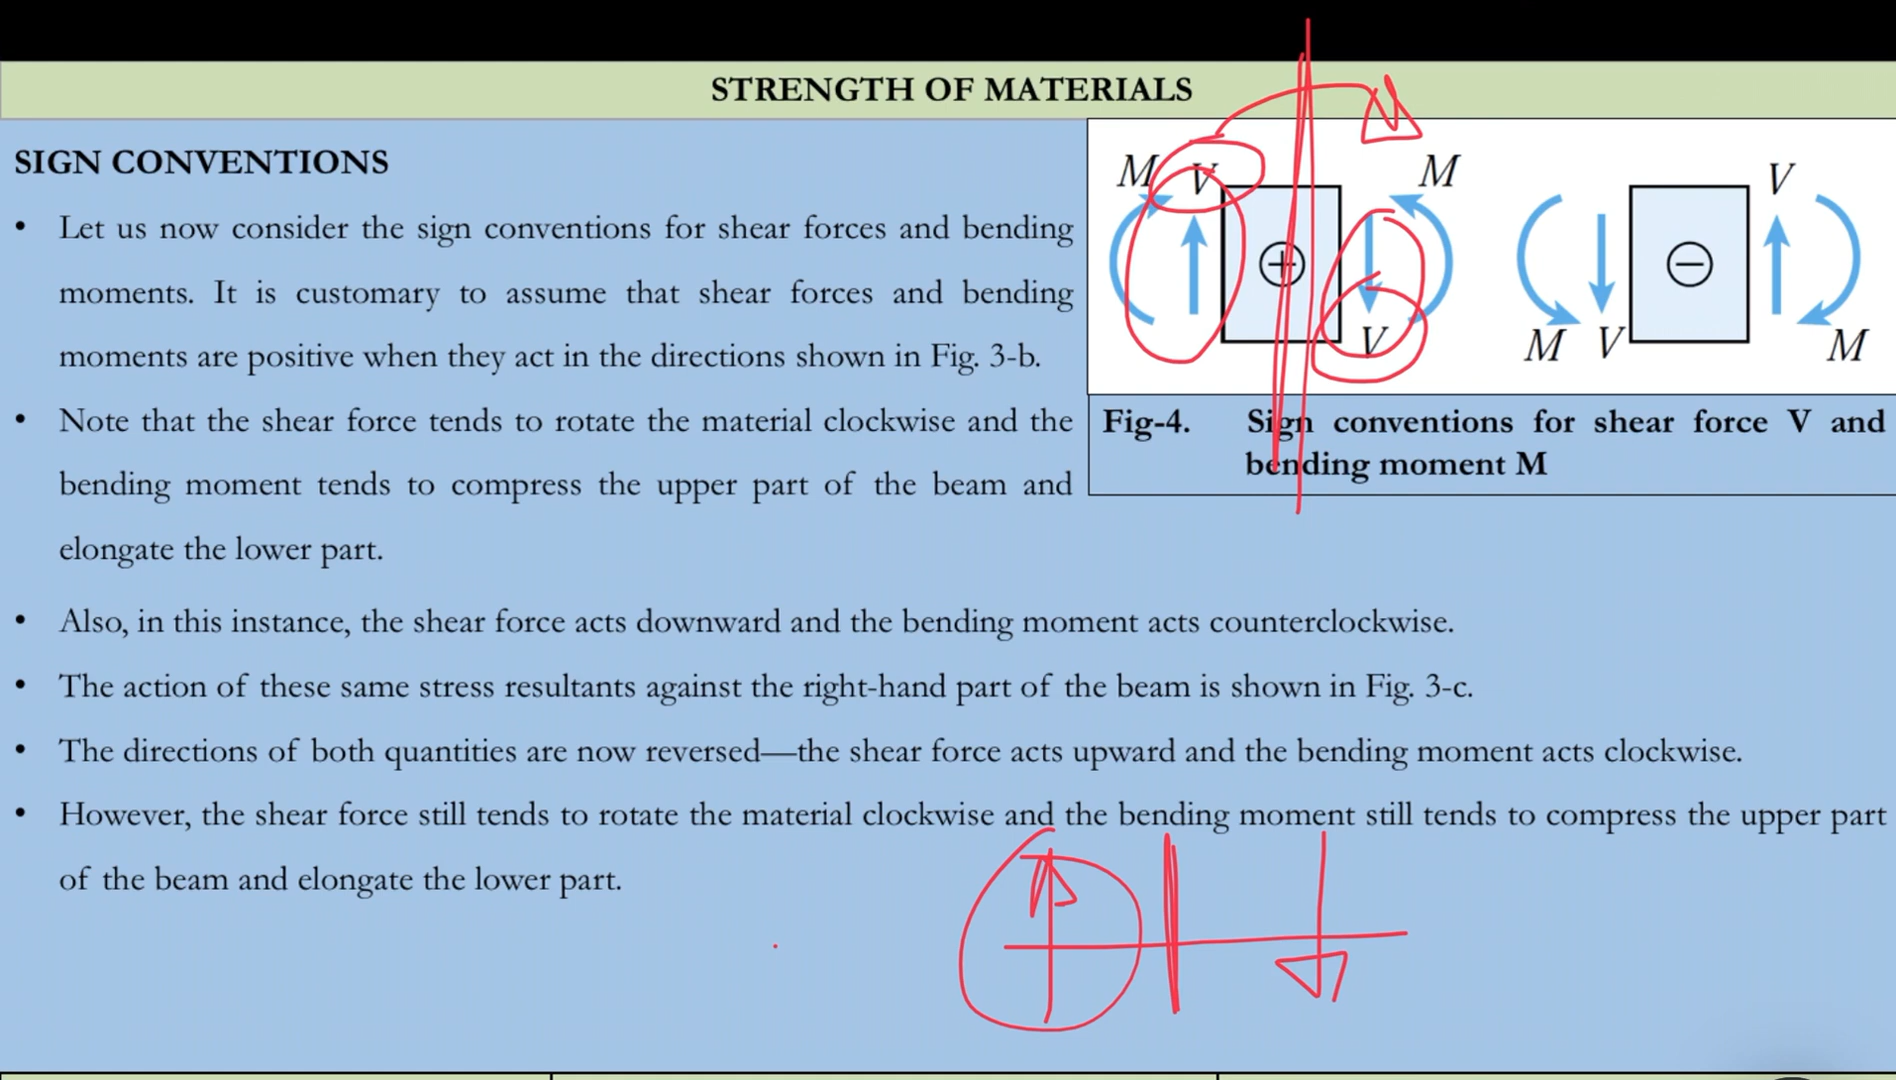 STRENGTH OF MATERIALS
SIGN CONVENTIONS
• Let us now consider the sign conventions for shear forces and bending
moments. It is customary to assume that shear forces and bending
moments are positive when they act in the directions shown in Fig. 3-b.
• Note that the shear force tends to rotate the material clockwise and the
bending moment tends to compress the upper part of the beam and
elongate the lower part.
M V M V
+ −
V M V M
Fig-4. Sign conventions for shear force V and
bending moment M
• Also, in this instance, the shear force acts downward and the bending moment acts counterclockwise.
• The action of these same stress resultants against the right-hand part of the beam is shown in Fig. 3-c.
• The directions of both quantities are now reversed—the shear force acts upward and the bending moment acts clockwise.
• However, the shear force still tends to rotate the material clockwise and the bending moment still tends to compress the upper part
of the beam and elongate the lower part.